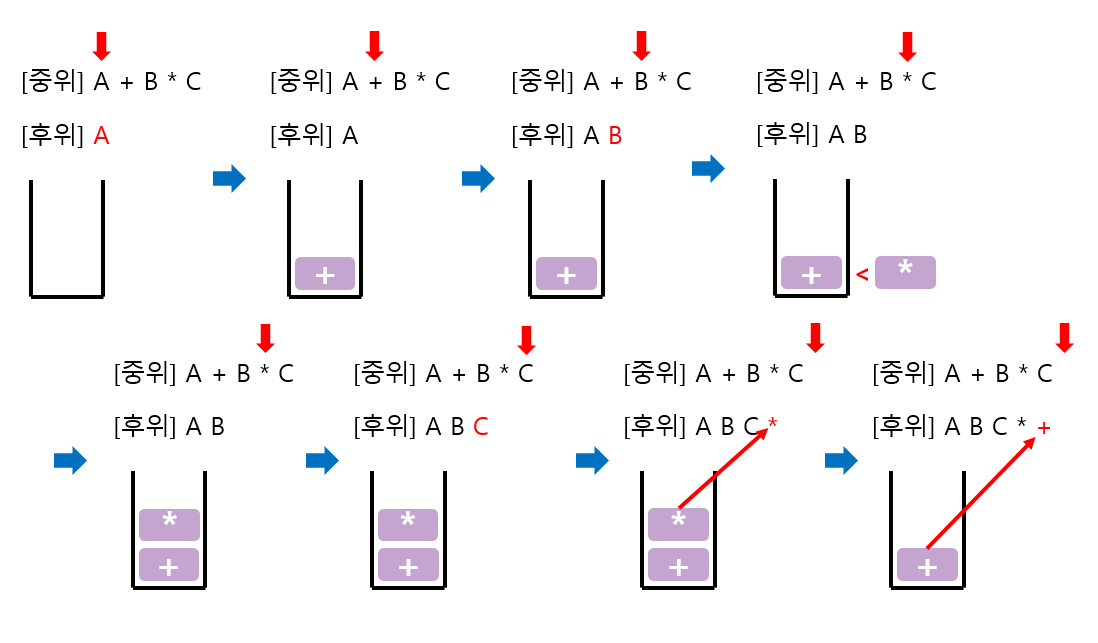 [중위] A + B * C
[후위] A
[중위] A + B * C
[후위] A
+
[중위] A + B * C
[후위] A B
+
[중위] A + B * C
[후위] A B
+ < *
[중위] A + B * C
[후위] A B
*
+
[중위] A + B * C
[후위] A B C
*
+
[중위] A + B * C
[후위] A B C *
*
+
[중위] A + B * C
[후위] A B C * +
+